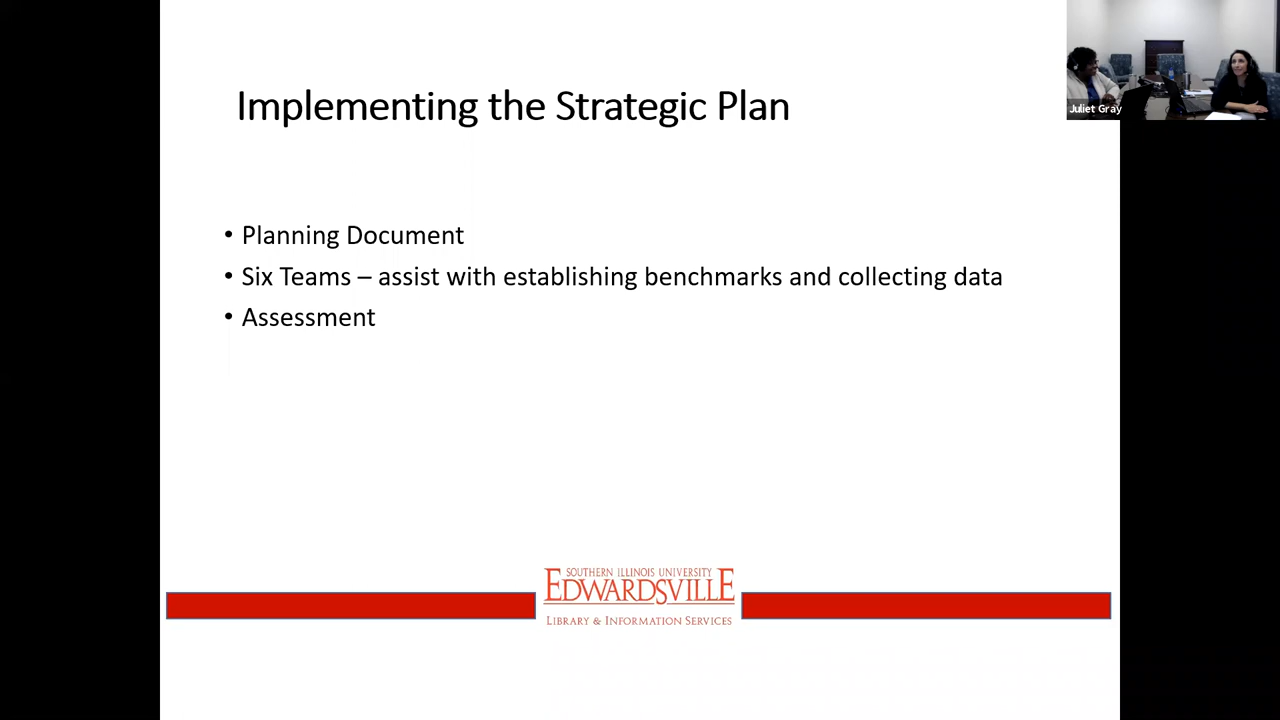 Implementing the Strategic Plan
Juliet Gray
• Planning Document
• Six Teams – assist with establishing benchmarks and collecting data
• Assessment
SOUTHERN ILLINOIS UNIVERSITY
EDWARDSVILLE
LIBRARY & INFORMATION SERVICES